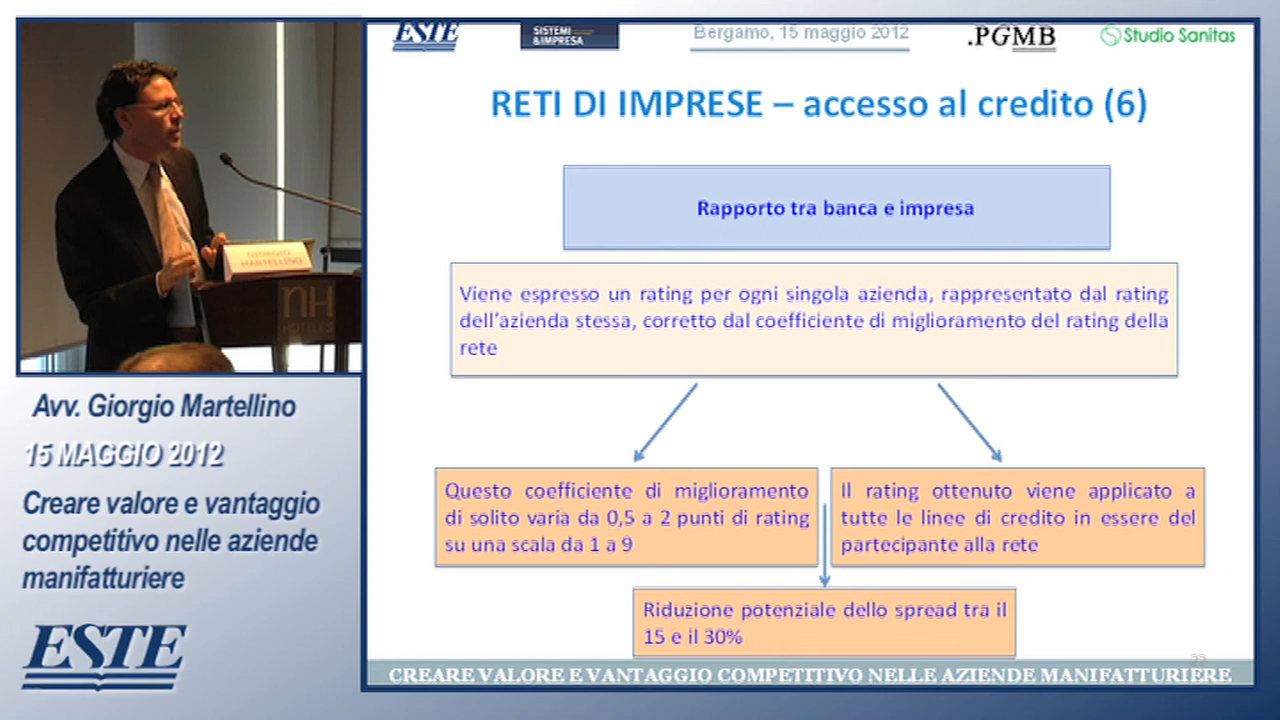 ESTE
SISTEMI
&IMPRESA
Bergamo, 15 maggio 2012
.PGMB
Studio Sanitas
RETI DI IMPRESE – accesso al credito (6)
Rapporto tra banca e impresa
Viene espresso un rating per ogni singola azienda, rappresentato dal rating
dell'azienda stessa, corretto dal coefficiente di miglioramento del rating della
rete
Questo coefficiente di miglioramento
di solito varia da 0,5 a 2 punti di rating
su una scala da 1 a 9
Il rating ottenuto viene applicato a
tutte le linee di credito in essere del
partecipante alla rete
Riduzione potenziale dello spread tra il
15 e il 30%
CREARE VALORE E VANTAGGIO COMPETITIVO NELLE AZIENDE MANIFATTURIERE
GIORGIO
MARTELLINO
nH
HOTELES
Avv. Giorgio Martellino
15 MAGGIO 2012
Creare valore e vantaggio
competitivo nelle aziende
manifatturiere
ESTE